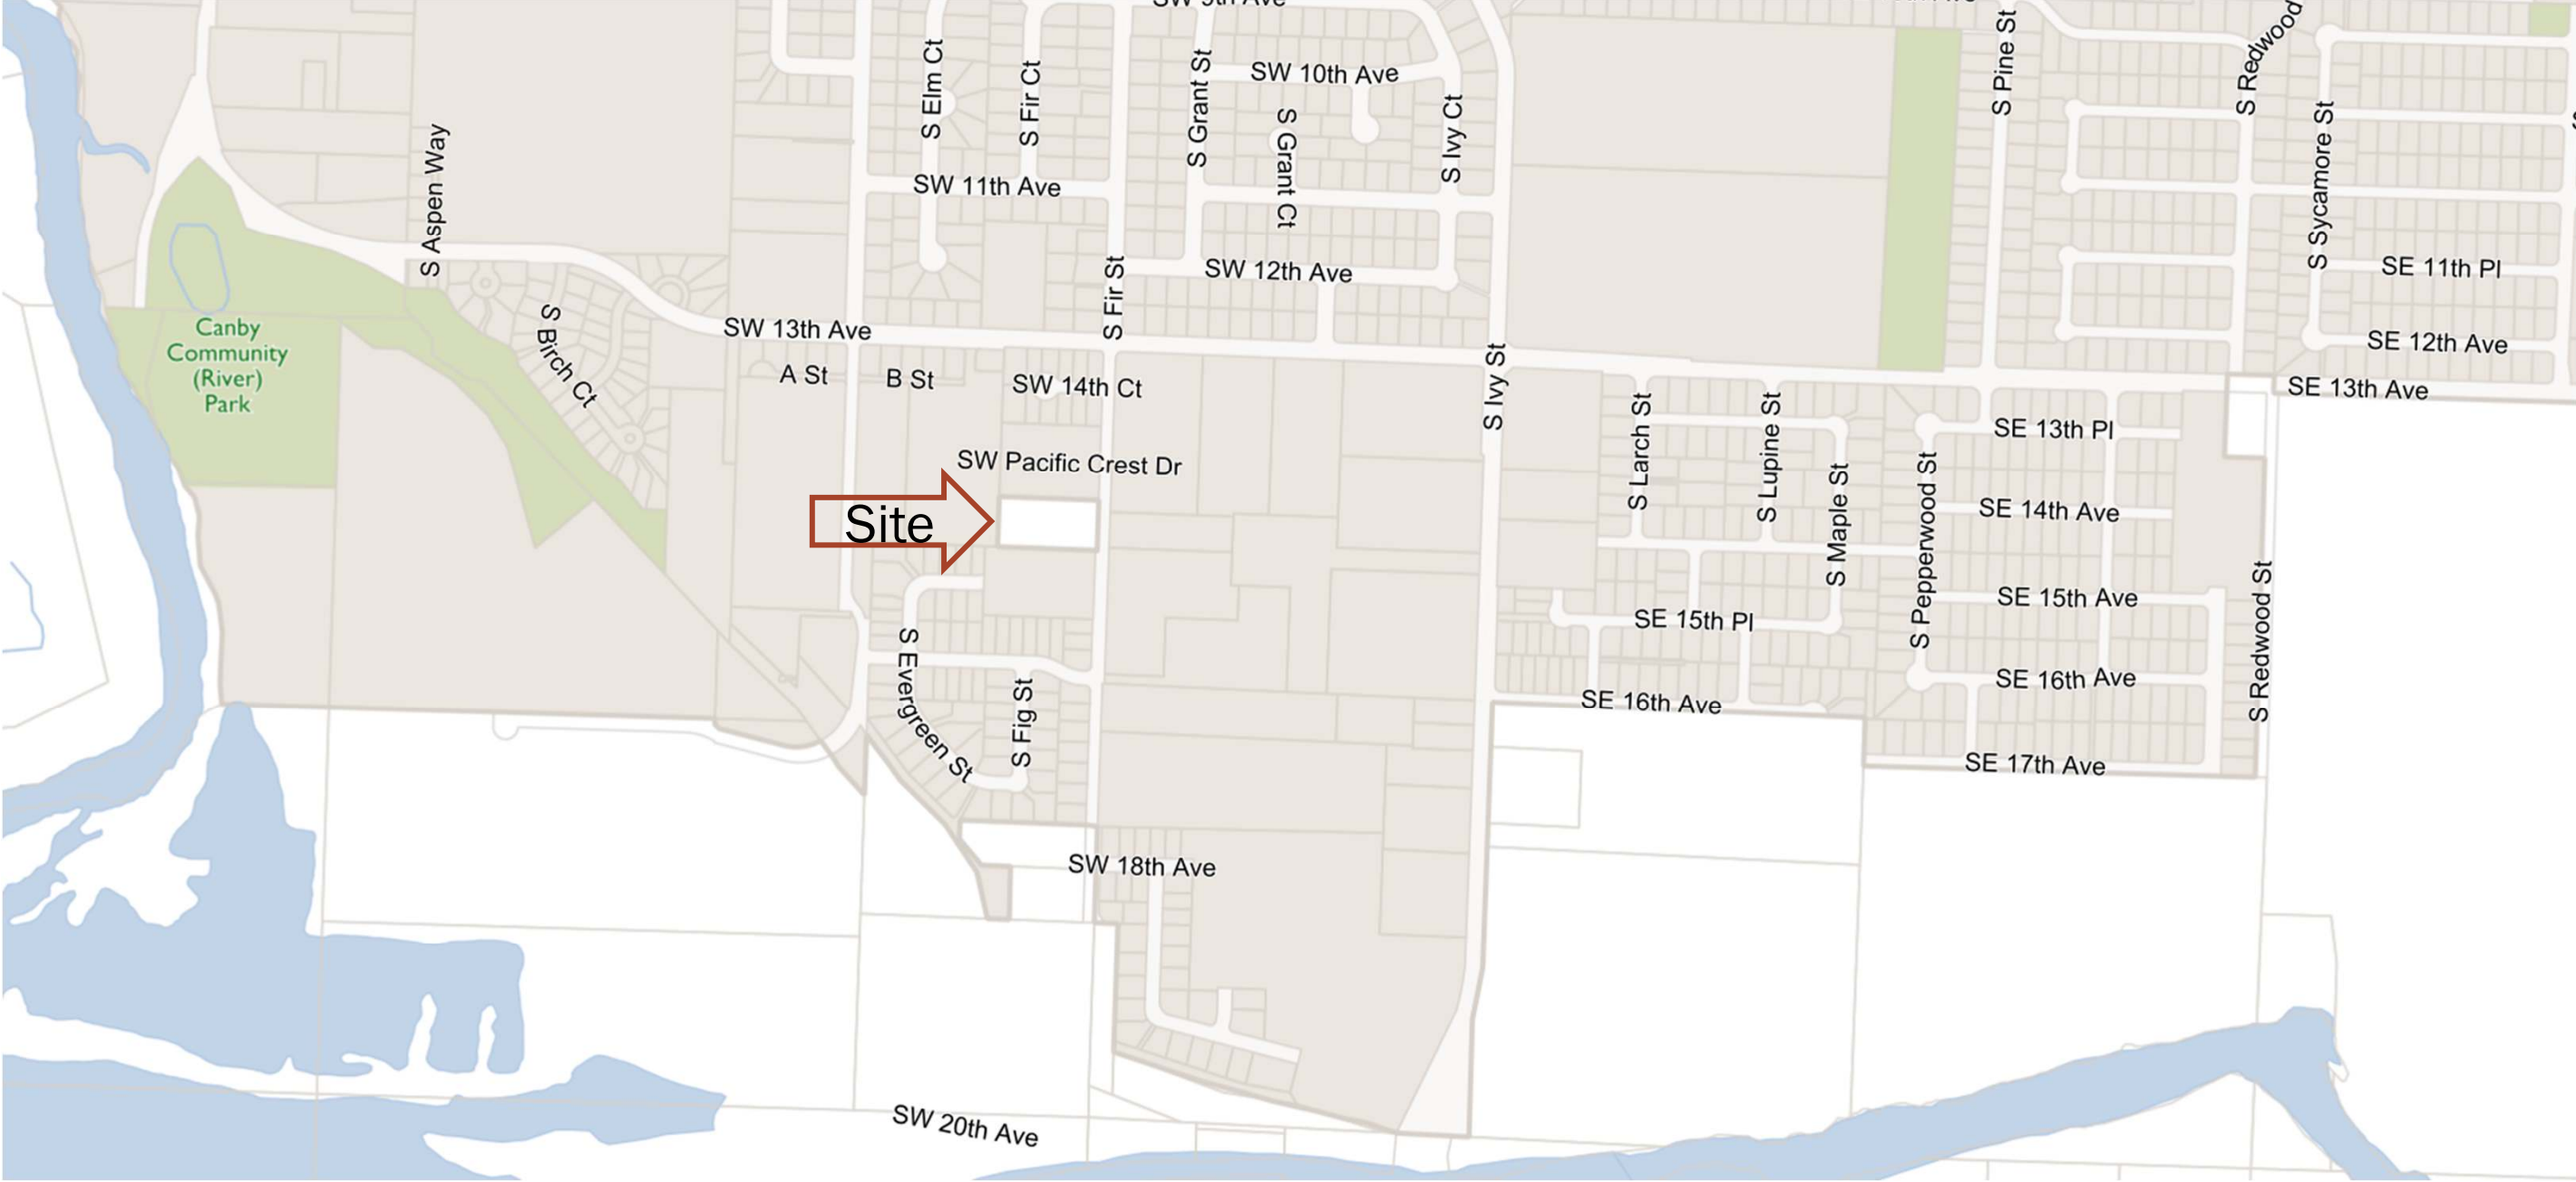 SW 9th Ave
S Pine St
S Redwood
SW 10th Ave
S Elm Ct
S Fir Ct
S Grant St
S Grant Ct
S Ivy Ct
S Sycamore St
S Aspen Way
SW 11th Ave
SW 12th Ave
SE 11th Pl
S Fir St
Canby
Community
(River)
Park
S Birch Ct
SW 13th Ave
SE 12th Ave
A St
B St
SW 14th Ct
S Ivy St
SE 13th Ave
S Larch St
S Lupine St
S Maple St
S Pepperwood St
SE 13th Pl
SW Pacific Crest Dr
Site
SE 14th Ave
SE 15th Ave
SE 15th Pl
S Redwood St
S Evergreen St
S Fig St
SE 16th Ave
SE 16th Ave
SE 17th Ave
SW 18th Ave
SW 20th Ave